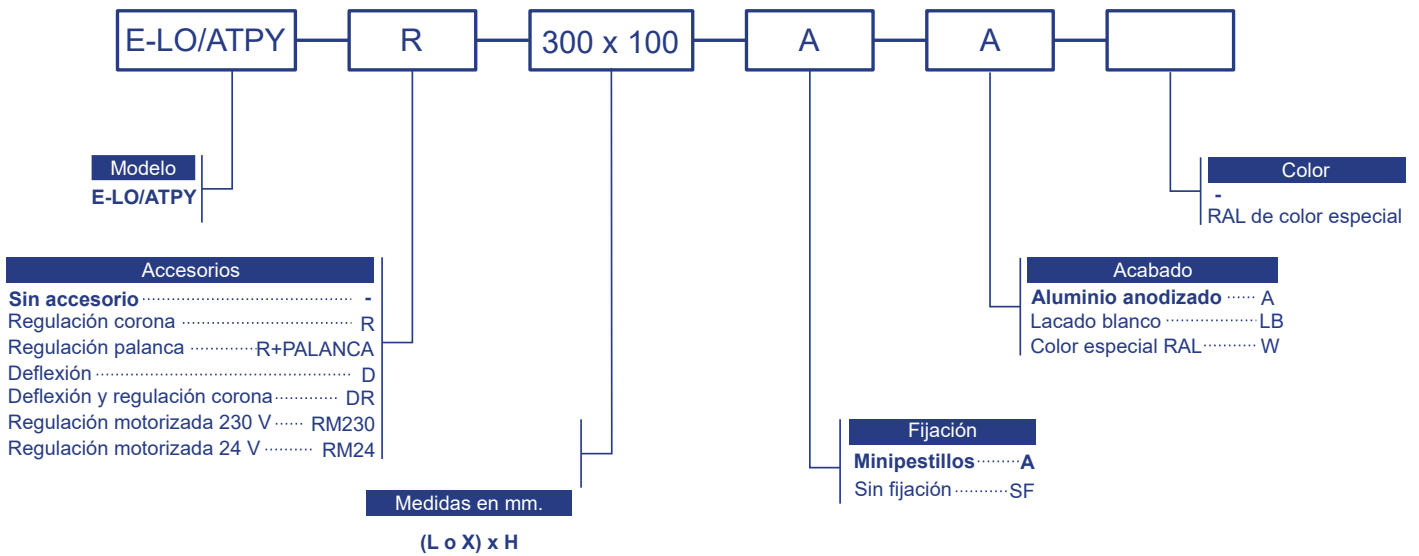 E-LO/ATPY R 300 x 100 A A
Modelo
E-LO/ATPY
Accesorios
Sin accesorio -
Regulación corona R
Regulación palanca R+PALANCA
Deflexión D
Deflexión y regulación corona DR
Regulación motorizada 230 V RM230
Regulación motorizada 24 V RM24
Medidas en mm.
(L o X) x H
Fijación
Minipestillos A
Sin fijación SF
Acabado
Aluminio anodizado A
Lacado blanco LB
Color especial RAL W
Color
-
RAL de color especial